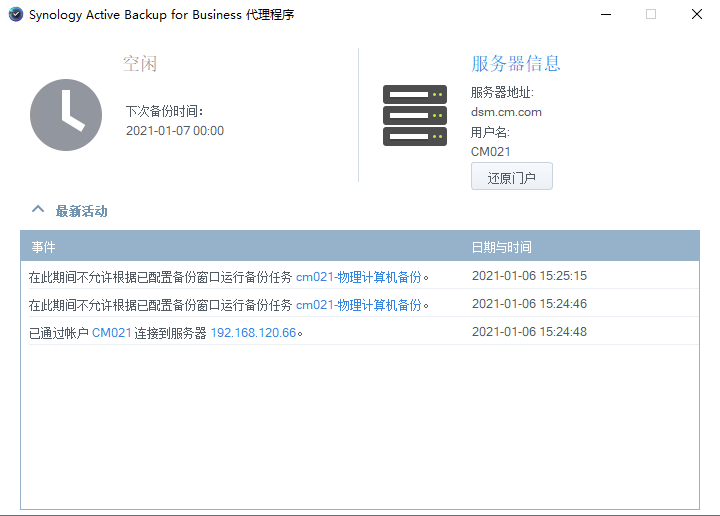 Synology Active Backup for Business 代理程序
空闲
下次备份时间：
2021-01-07 00:00
服务器信息
服务器地址:
dsm.cm.com
用户名:
CM021
还原门户
最新活动
事件 日期与时间
在此期间不允许根据已配置备份窗口运行备份任务 cm021-物理计算机备份。 2021-01-06 15:25:15
在此期间不允许根据已配置备份窗口运行备份任务 cm021-物理计算机备份。 2021-01-06 15:24:46
已通过帐户 CM021 连接到服务器 192.168.120.66。 2021-01-06 15:24:48